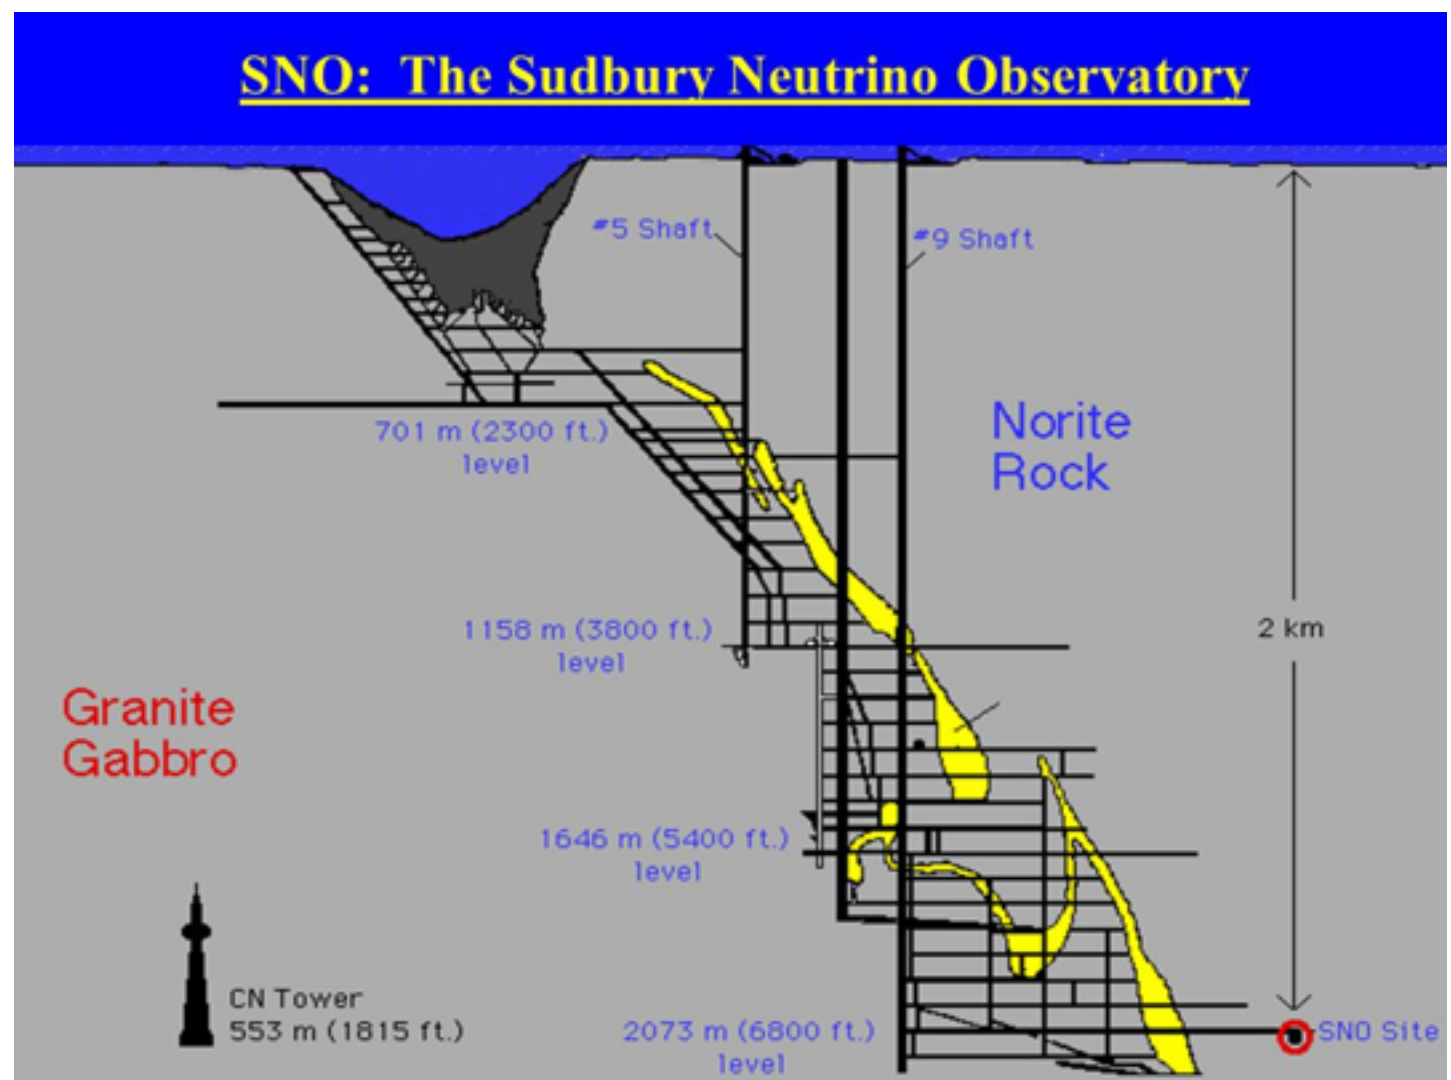 SNO: The Sudbury Neutrino Observatory
#5 Shaft
#9 Shaft
701 m (2300 ft.)
level
Norite
Rock
1158 m (3800 ft.)
level
2 km
Granite
Gabbro
1646 m (5400 ft.)
level
CN Tower
553 m (1815 ft.)
2073 m (6800 ft.)
level
SNO Site